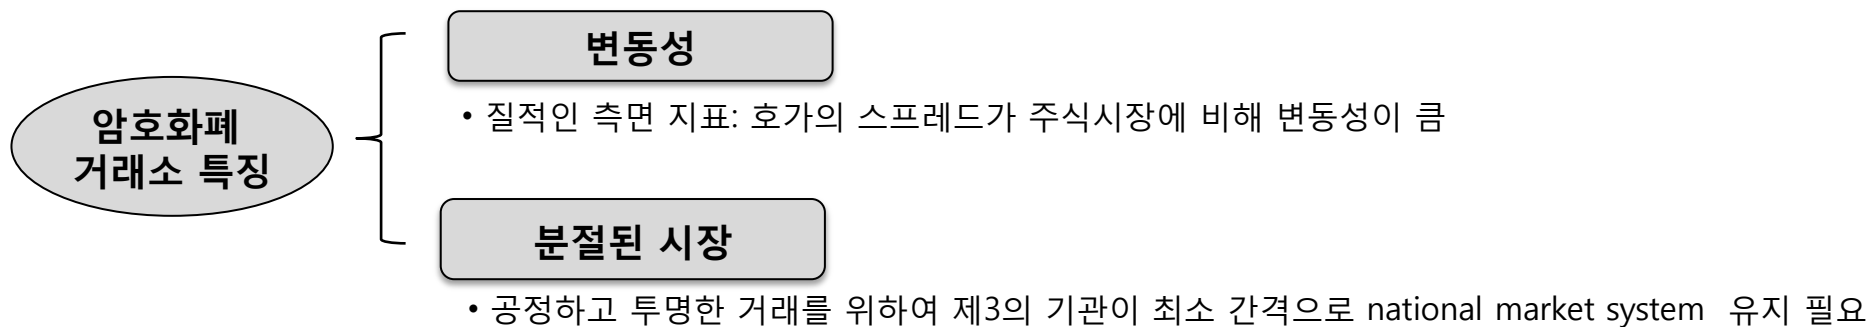 암호화폐
거래소 특징
변동성
• 질적인 측면 지표: 호가의 스프레드가 주식시장에 비해 변동성이 큼
분절된 시장
• 공정하고 투명한 거래를 위하여 제3의 기관이 최소 간격으로 national market system 유지 필요